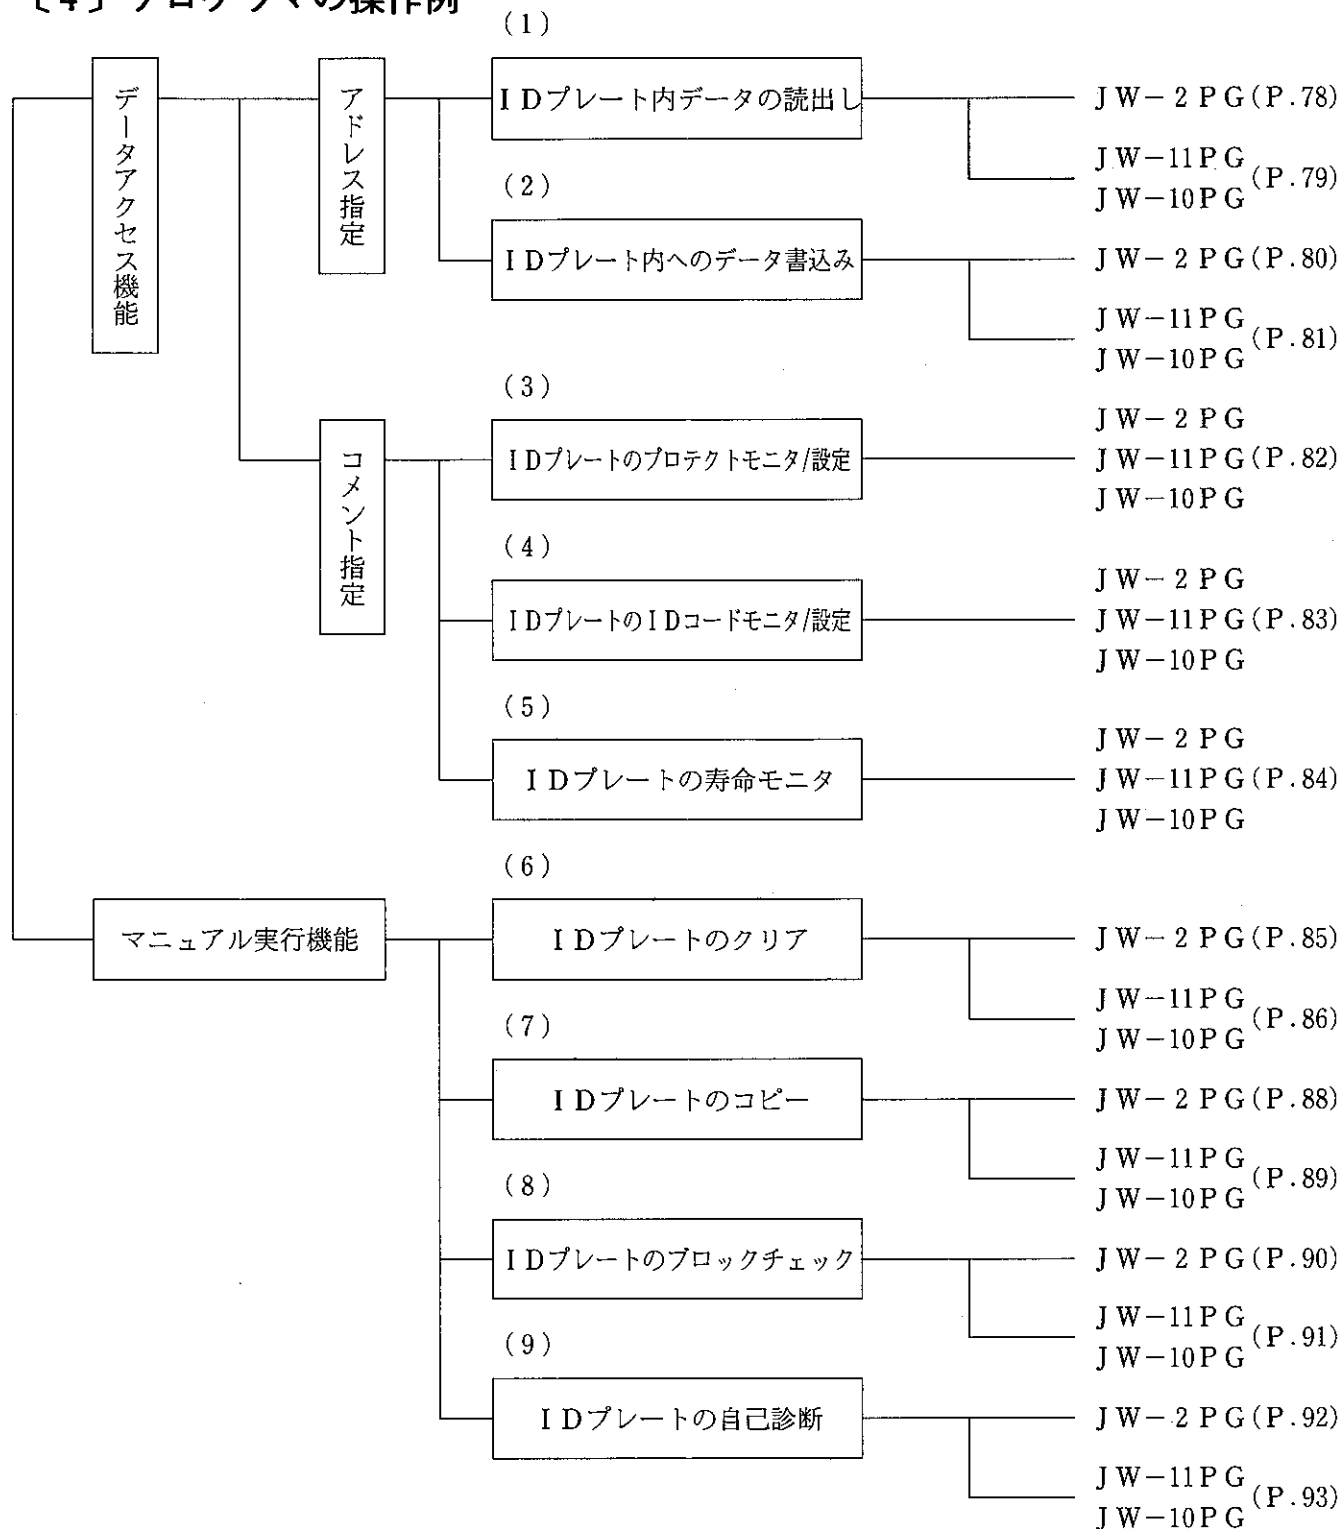 〔4〕プログラマの操作例
データアクセス機能
アドレス指定
(1)
IDプレート内データの読出し
JW-2PG(P.78)
JW-11PG
JW-10PG
(P.79)
(2)
IDプレート内へのデータ書込み
JW-2PG(P.80)
JW-11PG
JW-10PG
(P.81)
コメント指定
(3)
IDプレートのプロテクトモニタ/設定
JW-2PG
JW-11PG(P.82)
JW-10PG
(4)
IDプレートのIDコードモニタ/設定
JW-2PG
JW-11PG(P.83)
JW-10PG
(5)
IDプレートの寿命モニタ
JW-2PG
JW-11PG(P.84)
JW-10PG
マニュアル実行機能
(6)
IDプレートのクリア
JW-2PG(P.85)
JW-11PG
JW-10PG
(P.86)
(7)
IDプレートのコピー
JW-2PG(P.88)
JW-11PG
JW-10PG
(P.89)
(8)
IDプレートのブロックチェック
JW-2PG(P.90)
JW-11PG
JW-10PG
(P.91)
(9)
IDプレートの自己診断
JW-2PG(P.92)
JW-11PG
JW-10PG
(P.93)